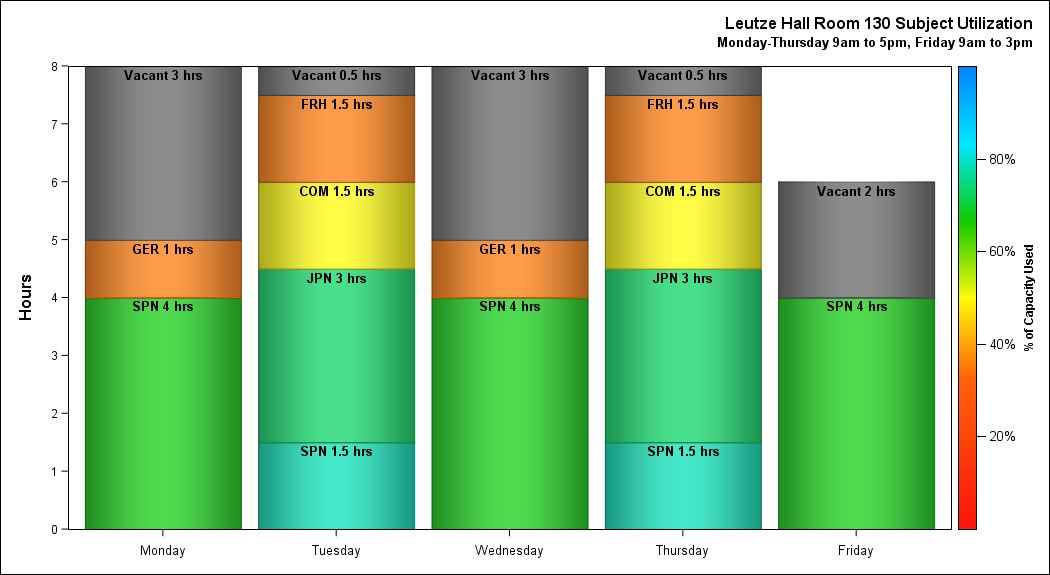 Leutze Hall Room 130 Subject Utilization
Monday-Thursday 9am to 5pm, Friday 9am to 3pm
Hours
8
7
6
5
4
3
2
1
0
Vacant 3 hrs
GER 1 hrs
SPN 4 hrs
Vacant 0.5 hrs
FRH 1.5 hrs
COM 1.5 hrs
JPN 3 hrs
SPN 1.5 hrs
Vacant 3 hrs
GER 1 hrs
SPN 4 hrs
Vacant 0.5 hrs
FRH 1.5 hrs
COM 1.5 hrs
JPN 3 hrs
SPN 1.5 hrs
Vacant 2 hrs
SPN 4 hrs
Monday
Tuesday
Wednesday
Thursday
Friday
80%
60%
40%
20%
% of Capacity Used